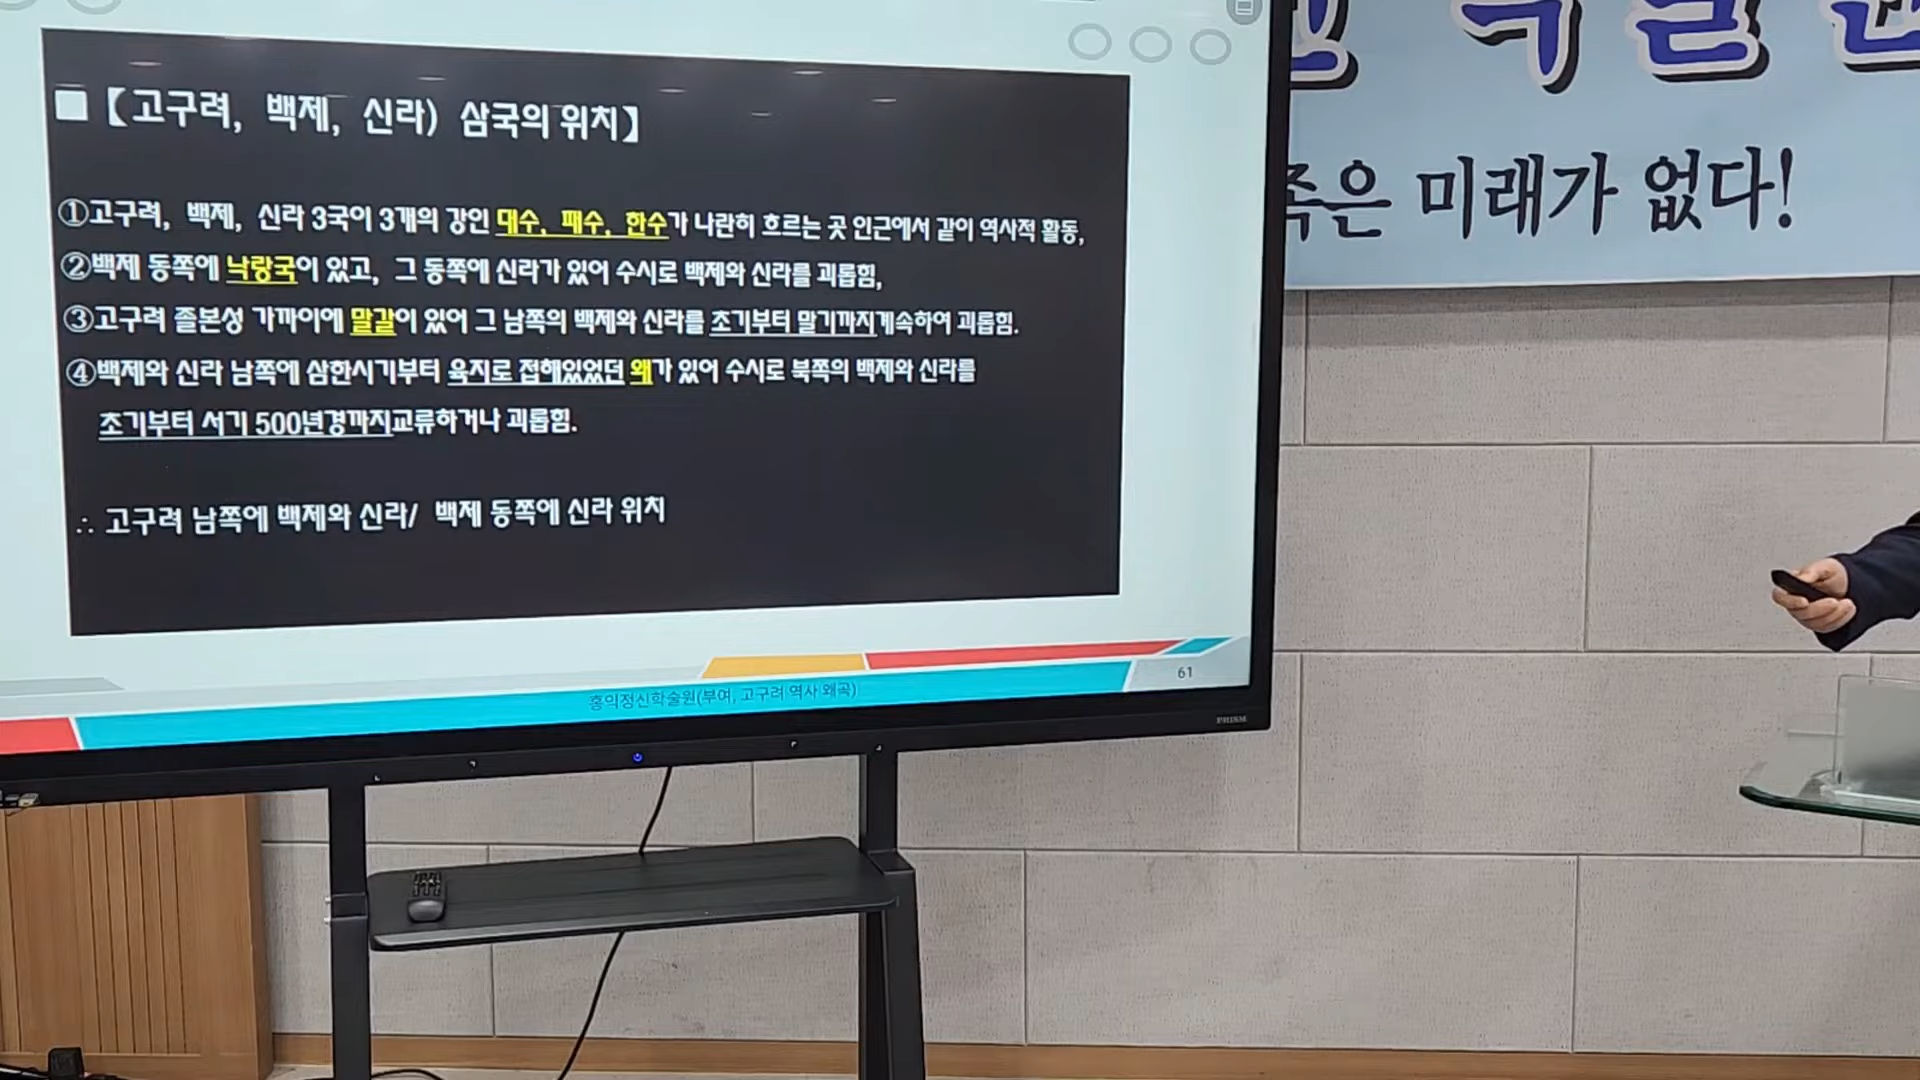 ■【고구려, 백제, 신라) 삼국의 위치】
①고구려, 백제, 신라 3국이 3개의 강인 대수, 패수, 한수가 나란히 흐르는 곳 인근에서 같이 역사적 활동,
②백제 동쪽에 낙랑국이 있고, 그 동쪽에 신라가 있어 수시로 백제와 신라를 괴롭힘,
③고구려 졸본성 가까이에 말갈이 있어 그 남쪽의 백제와 신라를 초기부터 말기까지계속하여 괴롭힘.
④백제와 신라 남쪽에 삼한시기부터 육지로 접해있었던 왜가 있어 수시로 북쪽의 백제와 신라를
초기부터 서기 500년경까지교류하거나 괴롭힘.
∴ 고구려 남쪽에 백제와 신라/ 백제 동쪽에 신라 위치
홍익정신학술원(부여, 고구려 역사 왜곡)
61
PRISM
족은 미래가 없다!